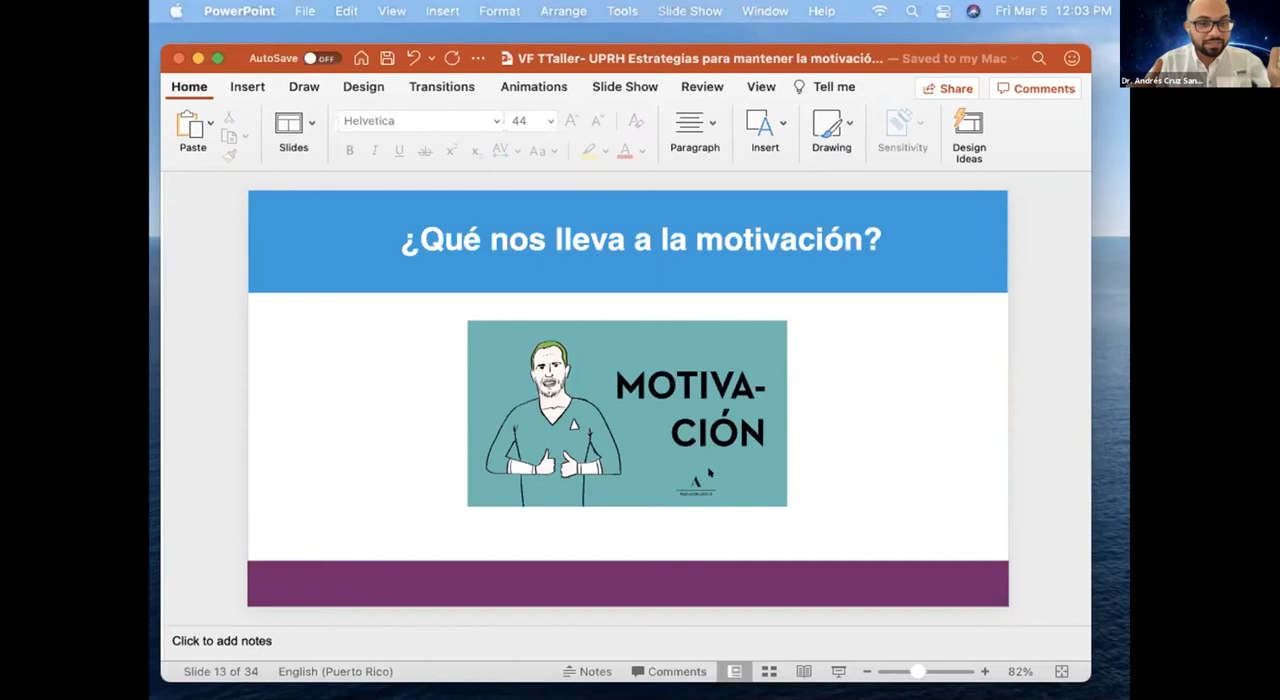 PowerPoint File Edit View Insert Format Arrange Tools Slide Show Window Help Fri Mar 5 12:03 PM
Dr. Andrés Cruz San...
AutoSave OFF ... VF TTaller- UPRH Estrategias para mantener la motivació... — Saved to my Mac
Home Insert Draw Design Transitions Animations Slide Show Review View Tell me Share Comments
Helvetica 44
Paste Slides Paragraph Insert Drawing Sensitivity Design Ideas
¿Qué nos lleva a la motivación?
MOTIVA-
CIÓN
Click to add notes
Slide 13 of 34 English (Puerto Rico) Notes Comments 82%